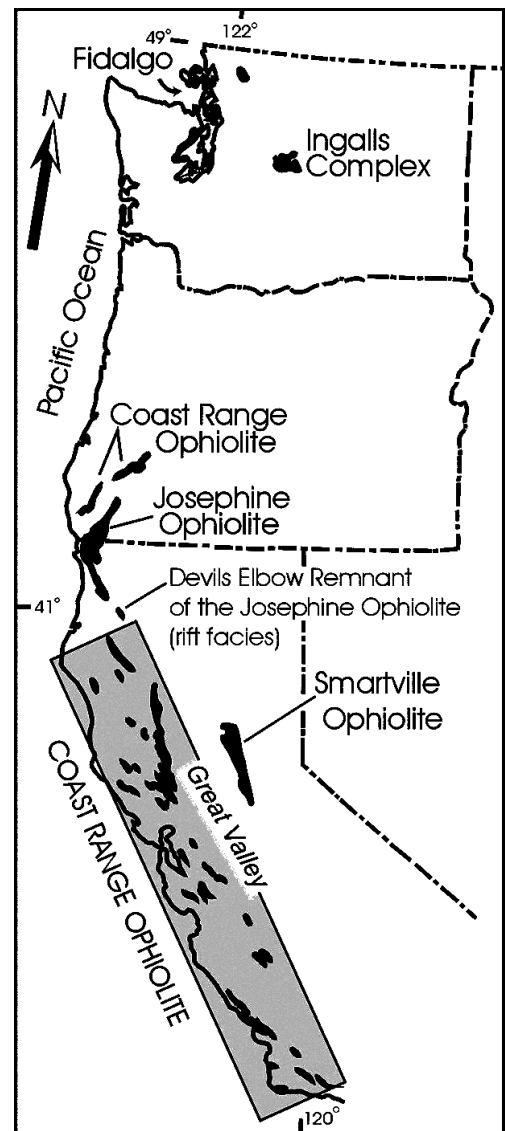 122°
49°
Fidalgo
N
Ingalls
Complex
Pacific Ocean
Coast Range
Ophiolite
Josephine
Ophiolite
Devils Elbow Remnant
of the Josephine Ophiolite
(rift facies)
41°
Smartville
Ophiolite
Great Valley
COAST RANGE OPHIOLITE
120°